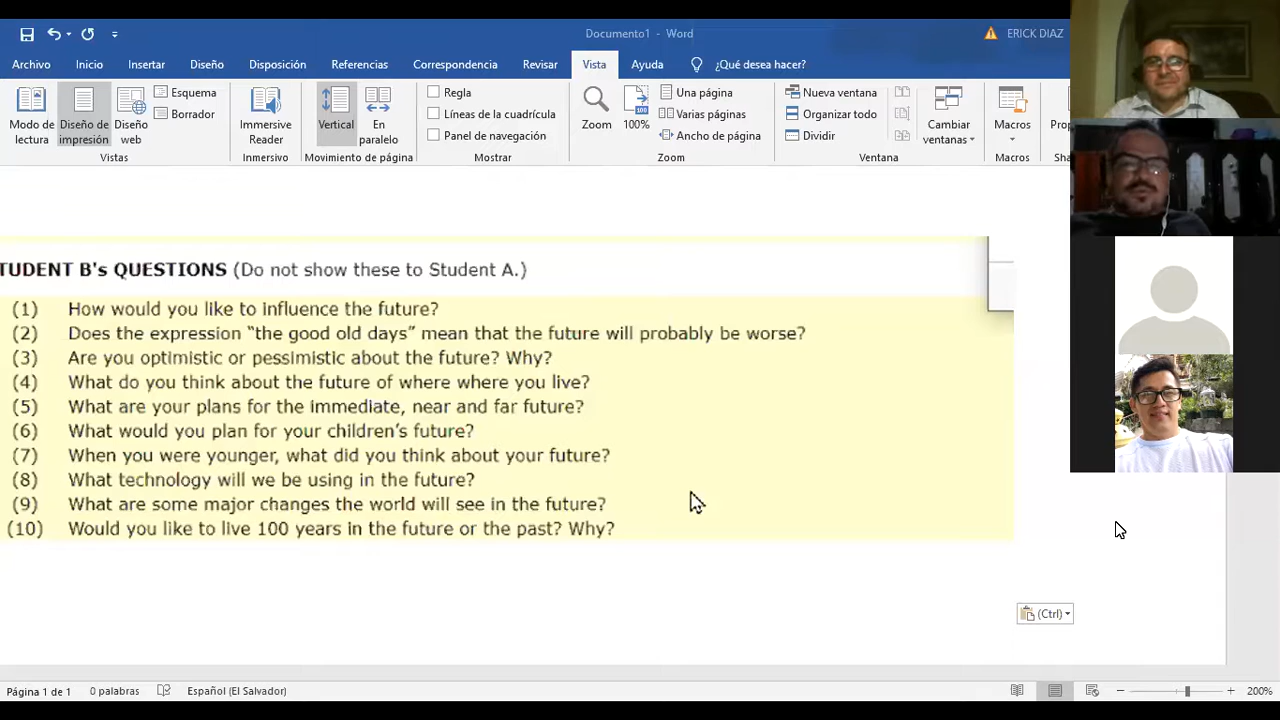 Documento1 - Word
ERICK DIAZ
Archivo Inicio Insertar Diseño Disposición Referencias Correspondencia Revisar Vista Ayuda ¿Qué desea hacer?
Modo de lectura
Diseño de impresión
Diseño web
Esquema
Borrador
Vistas
Immersive Reader
Inmersivo
Vertical
En paralelo
Movimiento de página
Regla
Líneas de la cuadrícula
Panel de navegación
Mostrar
Zoom
100
100%
Una página
Varias páginas
Ancho de página
Zoom
Nueva ventana
Organizar todo
Dividir
Cambiar ventanas
Ventana
Macros
Macros
TUDENT B's QUESTIONS (Do not show these to Student A.)
(1) How would you like to influence the future?
(2) Does the expression “the good old days” mean that the future will probably be worse?
(3) Are you optimistic or pessimistic about the future? Why?
(4) What do you think about the future of where where you live?
(5) What are your plans for the immediate, near and far future?
(6) What would you plan for your children’s future?
(7) When you were younger, what did you think about your future?
(8) What technology will we be using in the future?
(9) What are some major changes the world will see in the future?
(10) Would you like to live 100 years in the future or the past? Why?
(Ctrl)
Página 1 de 1 0 palabras Español (El Salvador) 200%